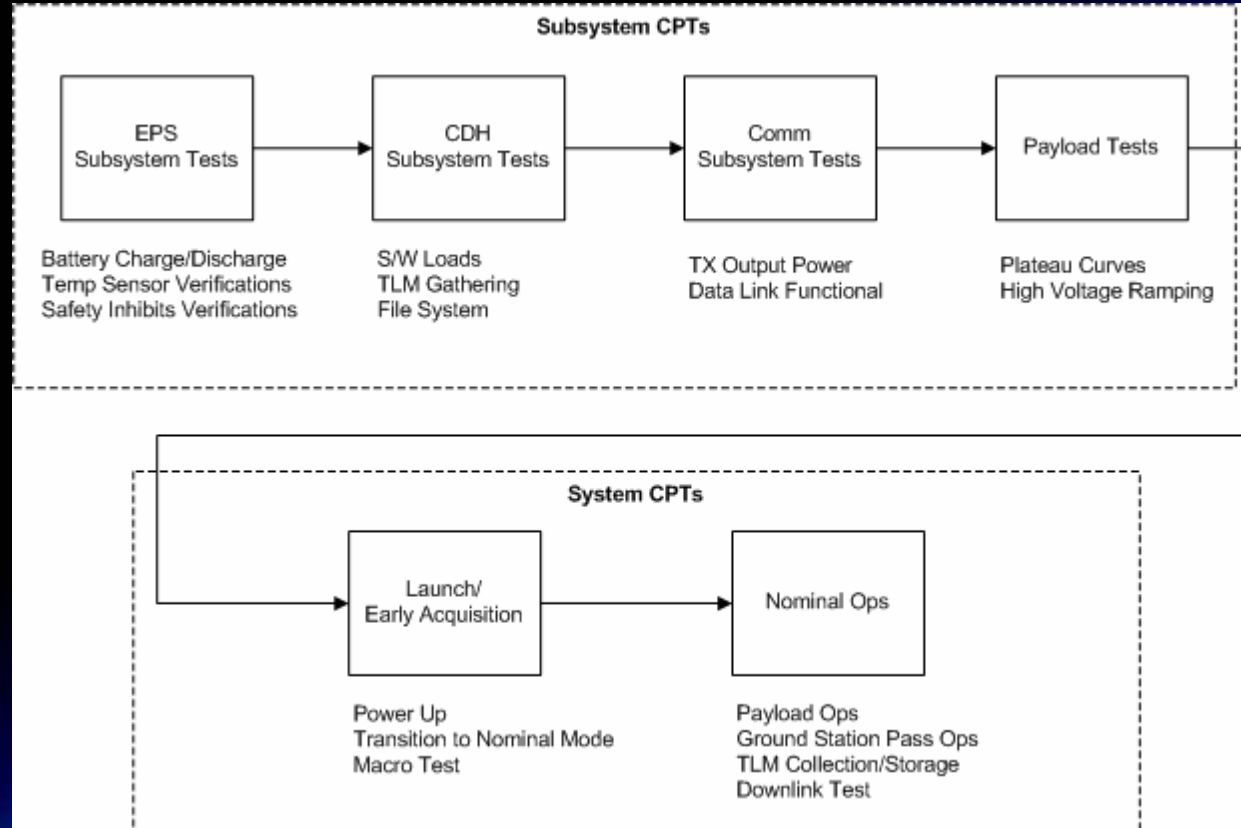 Subsystem CPTs
EPS
Subsystem Tests
CDH
Subsystem Tests
Comm
Subsystem Tests
Payload Tests
Battery Charge/Discharge
Temp Sensor Verifications
Safety Inhibits Verifications
S/W Loads
TLM Gathering
File System
TX Output Power
Data Link Functional
Plateau Curves
High Voltage Ramping
System CPTs
Launch/
Early Acquisition
Nominal Ops
Power Up
Transition to Nominal Mode
Macro Test
Payload Ops
Ground Station Pass Ops
TLM Collection/Storage
Downlink Test